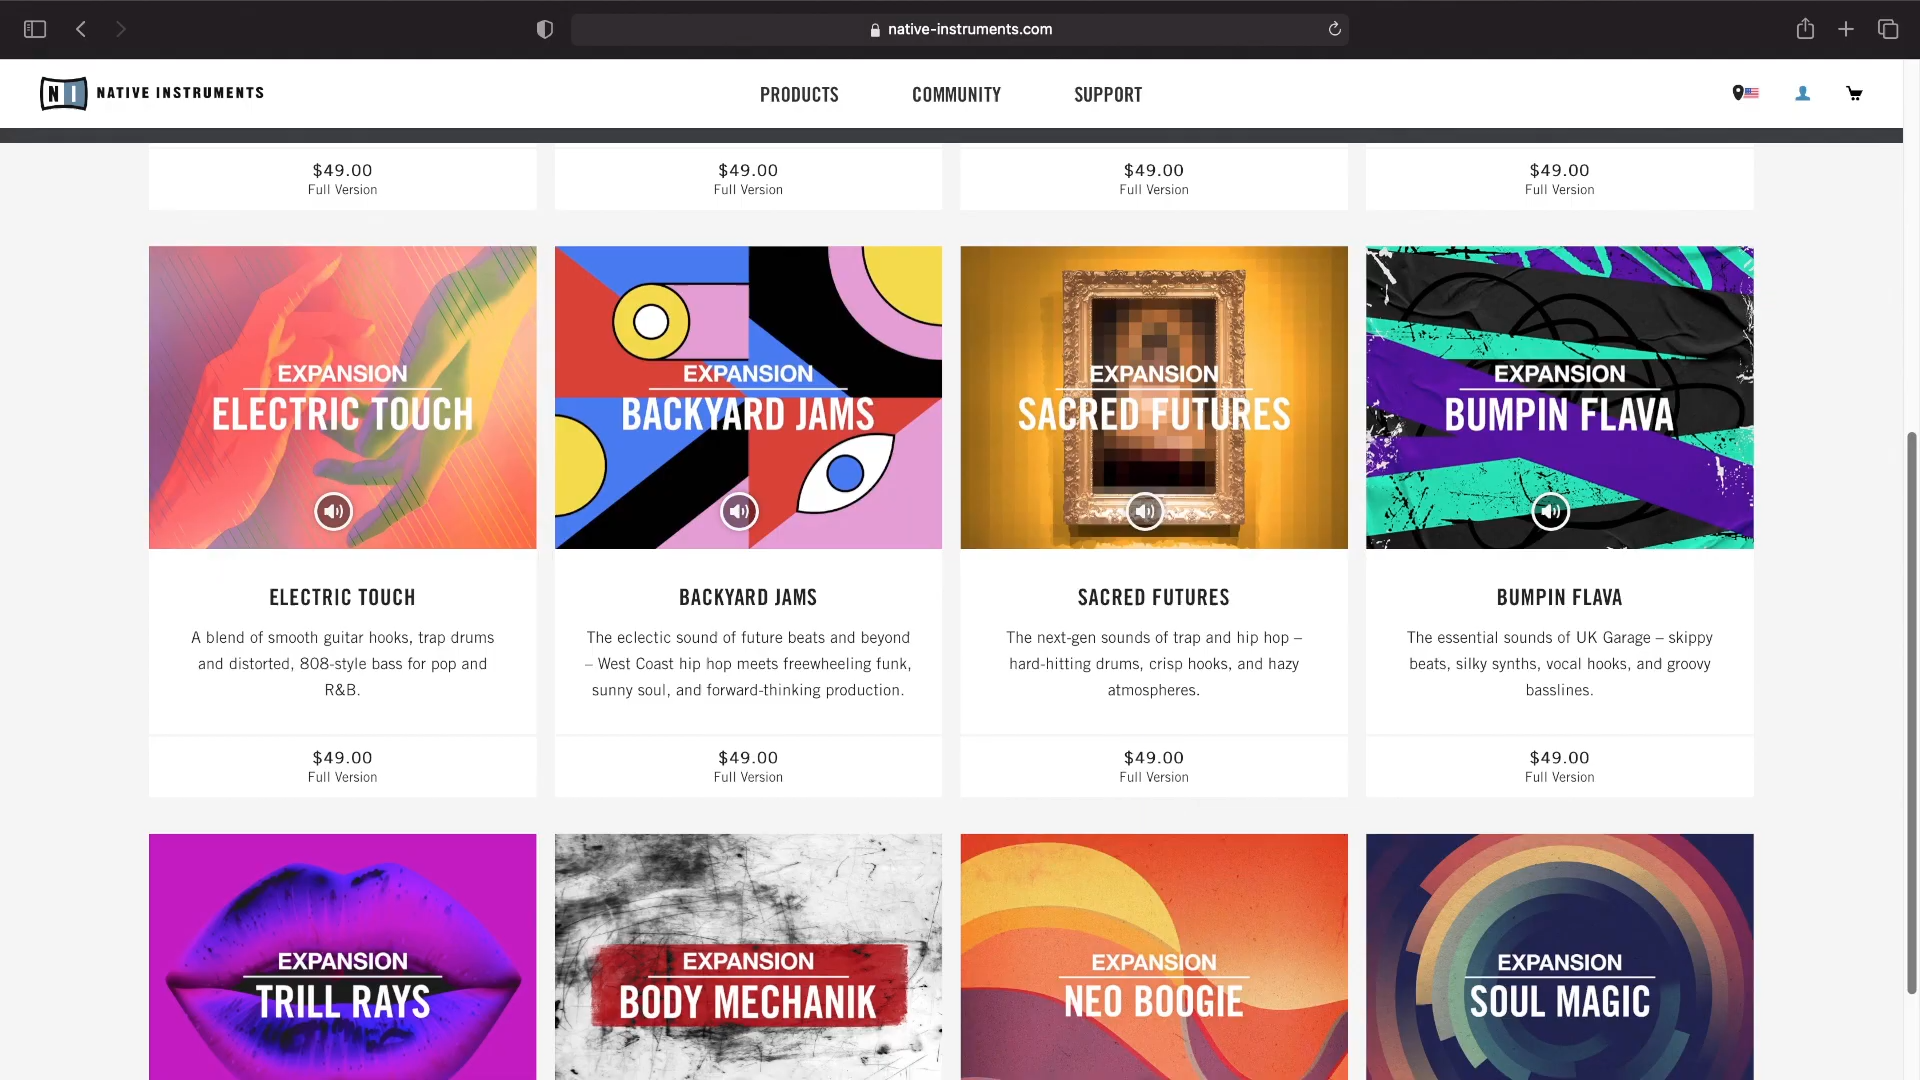 native-instruments.com
NI NATIVE INSTRUMENTS
PRODUCTS
COMMUNITY
SUPPORT
$49.00
Full Version
$49.00
Full Version
$49.00
Full Version
$49.00
Full Version
EXPANSION
ELECTRIC TOUCH
EXPANSION
BACKYARD JAMS
EXPANSION
SACRED FUTURES
EXPANSION
BUMPIN FLAVA
ELECTRIC TOUCH
A blend of smooth guitar hooks, trap drums
and distorted, 808-style bass for pop and
R&B.
$49.00
Full Version
BACKYARD JAMS
The eclectic sound of future beats and beyond
– West Coast hip hop meets freewheeling funk,
sunny soul, and forward-thinking production.
$49.00
Full Version
SACRED FUTURES
The next-gen sounds of trap and hip hop –
hard-hitting drums, crisp hooks, and hazy
atmospheres.
$49.00
Full Version
BUMPIN FLAVA
The essential sounds of UK Garage – skippy
beats, silky synths, vocal hooks, and groovy
basslines.
$49.00
Full Version
EXPANSION
TRILL RAYS
EXPANSION
BODY MECHANIK
EXPANSION
NEO BOOGIE
EXPANSION
SOUL MAGIC